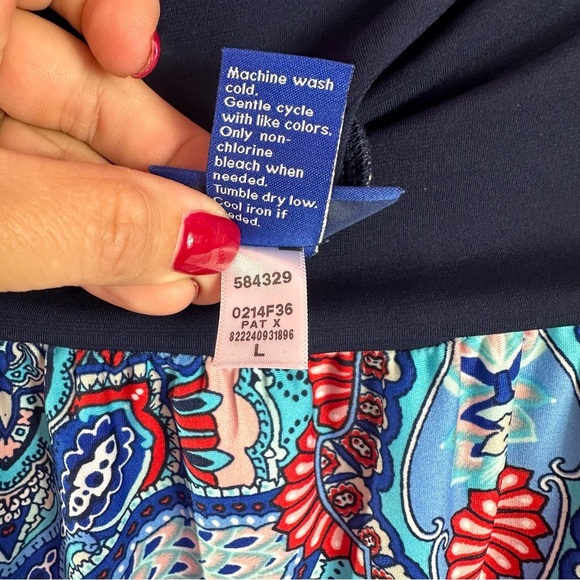 Machine wash
cold.
Gentle cycle
with like colors.
Only non-
chlorine
bleach when
needed.
Tumble dry low.
Cool iron if
eded.
584329
0214F36
PAT X
822240931896
L